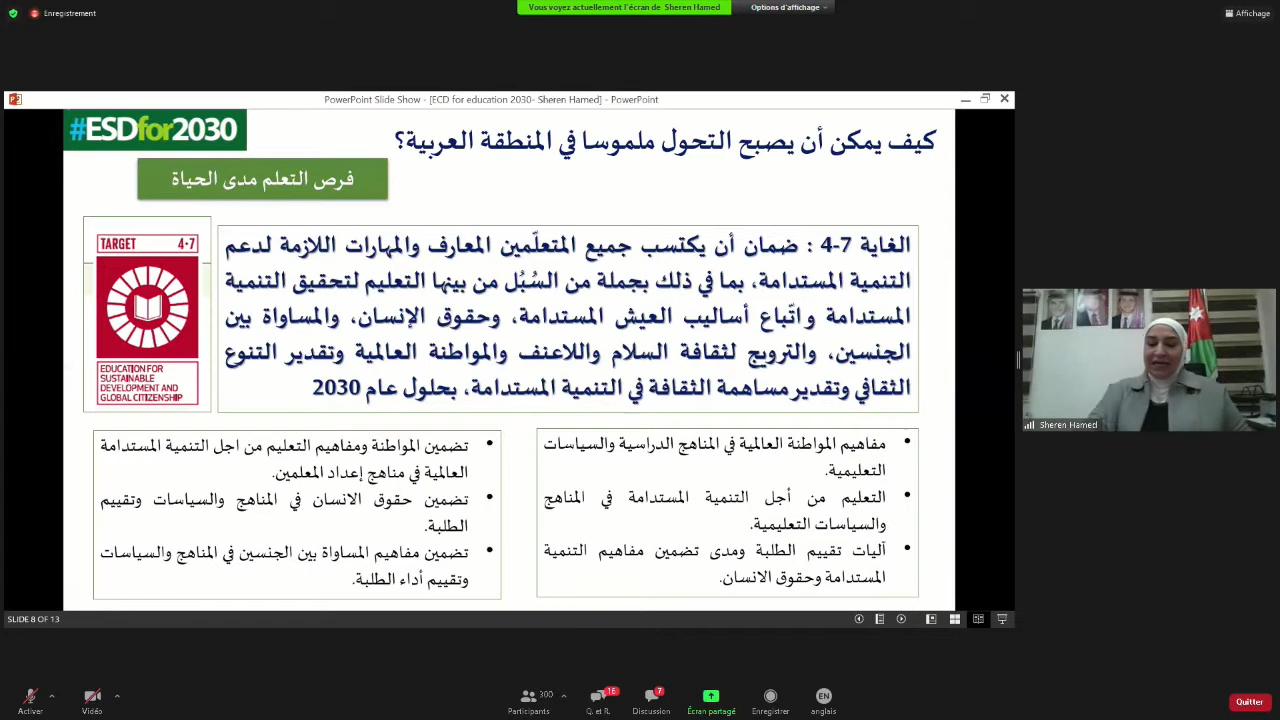 Enregistrement
Vous voyez actuellement l'écran de Sheren Hamed
Options d'affichage
Affichage
PowerPoint Slide Show - [ECD for education 2030- Sheren Hamed] - PowerPoint
#ESDfor2030
كيف يمكن أن يصبح التحول ملموسا في المنطقة العربية؟
فرص التعلم مدى الحياة
TARGET 4·7
EDUCATION FOR
SUSTAINABLE
DEVELOPMENT AND
GLOBAL CITIZENSHIP
الغاية 7-4 : ضمان أن يكتسب جميع المتعلّمين المعارف والمهارات اللازمة لدعم
التنمية المستدامة، بما في ذلك بجملة من السُبُل من بينها التعليم لتحقيق التنمية
المستدامة واتّباع أساليب العيش المستدامة، وحقوق الإنسان، والمساواة بين
الجنسين، والترويج لثقافة السلام واللاعنف والمواطنة العالمية وتقدير التنوع
الثقافي وتقدير مساهمة الثقافة في التنمية المستدامة، بحلول عام 2030
• مفاهيم المواطنة العالمية في المناهج الدراسية والسياسات
التعليمية.
• التعليم من أجل التنمية المستدامة في المناهج
والسياسات التعليمية.
• آليات تقييم الطلبة ومدى تضمين مفاهيم التنمية
المستدامة وحقوق الانسان.
• تضمين المواطنة ومفاهيم التعليم من اجل التنمية المستدامة
العالمية في مناهج إعداد المعلمين.
• تضمين حقوق الانسان في المناهج والسياسات وتقييم
الطلبة.
• تضمين مفاهيم المساواة بين الجنسين في المناهج والسياسات
وتقييم أداء الطلبة.
Sheren Hamed
SLIDE 8 OF 13
Activer
Vidéo
300
Participants
16
Q. et R.
7
Discussion
Écran partagé
Enregistrer
EN
anglais
Quitter